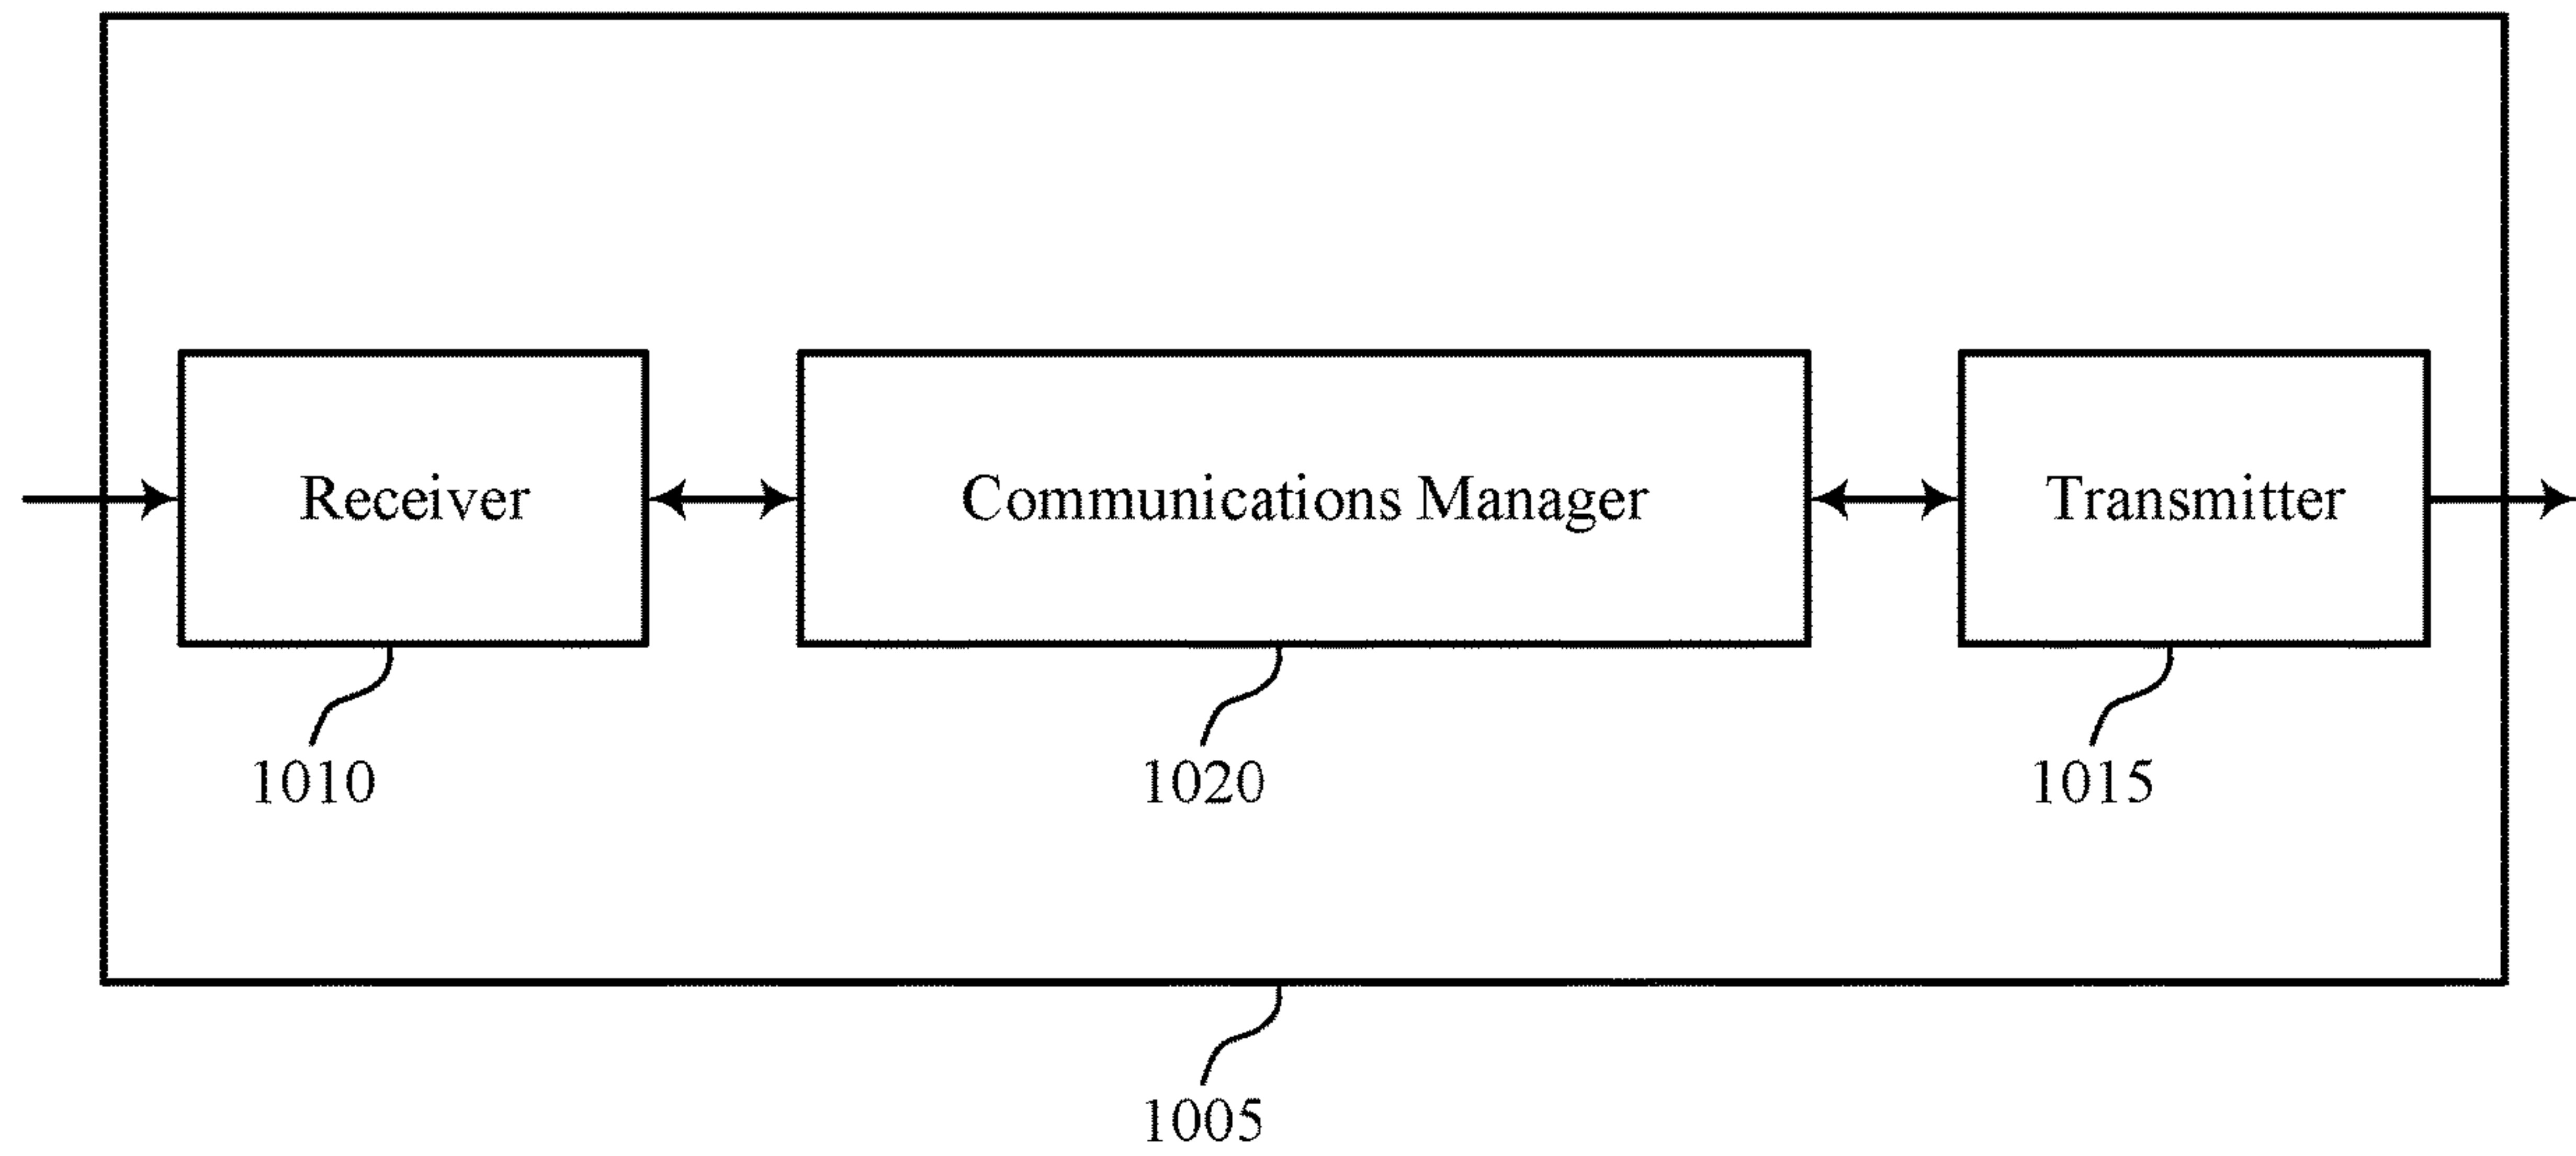 Receiver
Communications Manager
Transmitter
1010
1020
1015
1005